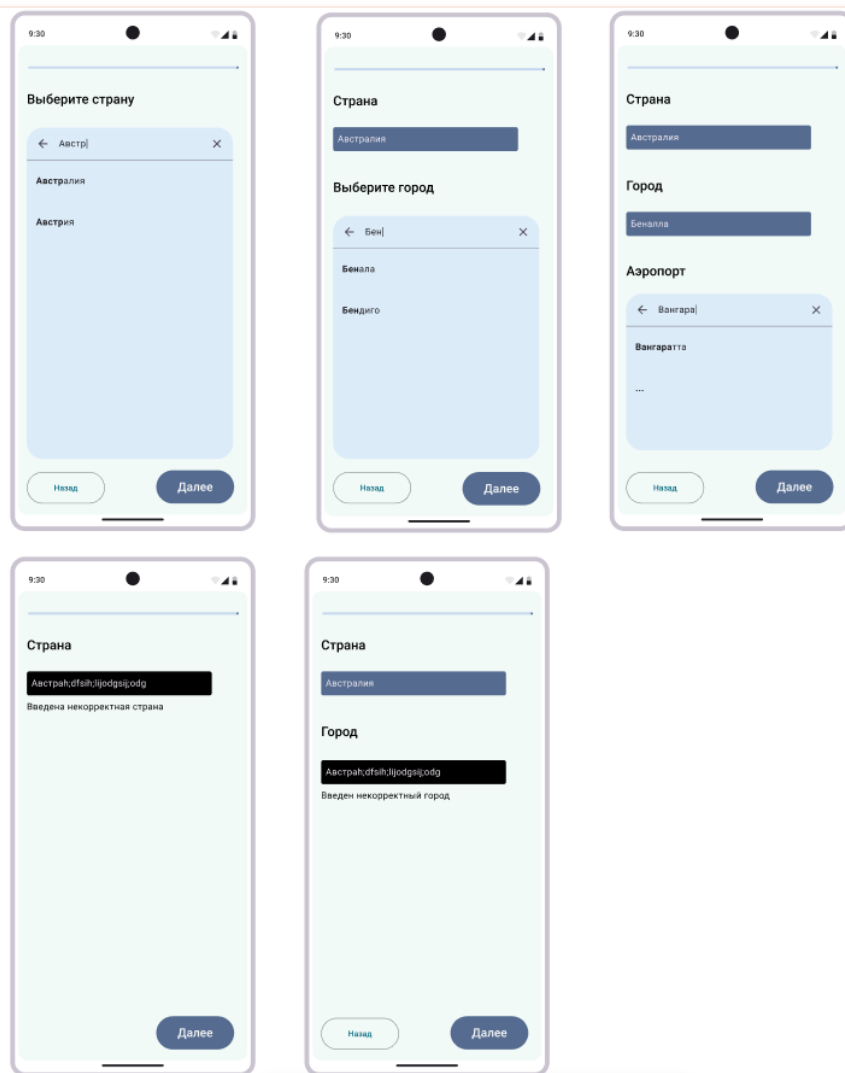 9:30
Выберите страну
Австр
Австралия
Австрия
Назад
Далее
9:30
Страна
Австралия
Выберите город
Бен
Бенала
Бендиго
Назад
Далее
9:30
Страна
Австралия
Город
Беналла
Аэропорт
Вангара
Вангаратта
...
Назад
Далее
9:30
Страна
Австраh;dfsih;lijodgsij;odg
Введена некорректная страна
Далее
9:30
Страна
Австралия
Город
Австраh;dfsih;lijodgsij;odg
Введен некорректный город
Назад
Далее